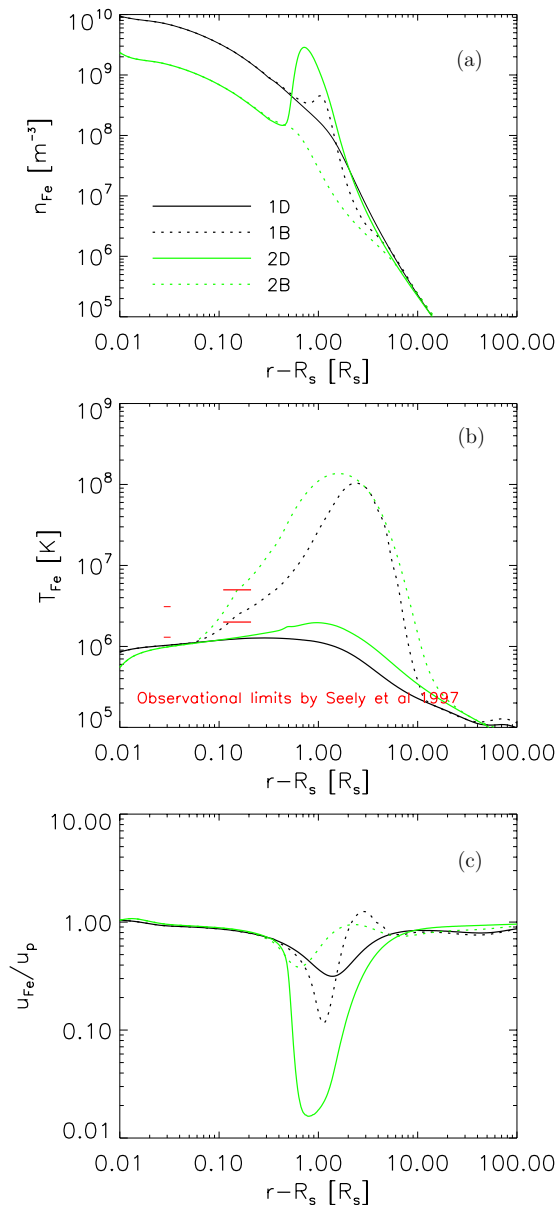 10^10
(a)
10^9
10^8
n_Fe [m^-3]
10^7
1D
1B
10^6
2D
2B
10^5
0.01 0.10 1.00 10.00 100.00
r-R_s [R_s]
10^9
(b)
10^8
T_Fe [K]
10^7
10^6
Observational limits by Seely et al 1997
10^5
0.01 0.10 1.00 10.00 100.00
r-R_s [R_s]
10.00
(c)
1.00
u_Fe/u_p
0.10
0.01
0.01 0.10 1.00 10.00 100.00
r-R_s [R_s]